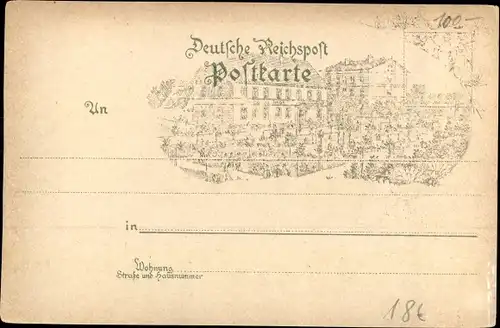 100.-
Deutsche Reichspost
Postkarte
An
in
Wohnung
Straße und Hausnummer
18€